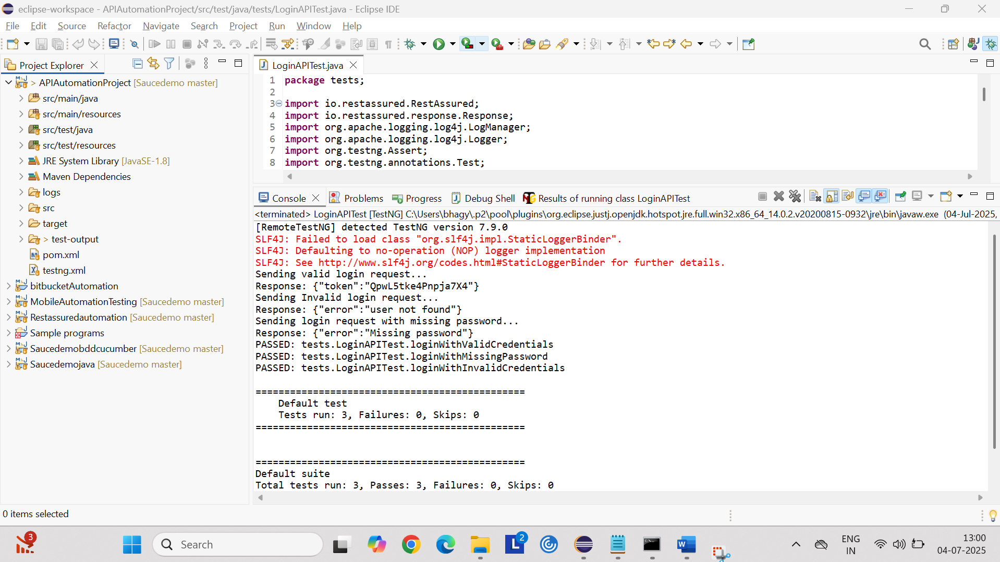 eclipse-workspace - APIAutomationProject/src/test/java/tests/LoginAPITest.java - Eclipse IDE
File Edit Source Refactor Navigate Search Project Run Window Help
Project Explorer
> APIAutomationProject [Saucedemo master]
src/main/java
src/main/resources
src/test/java
src/test/resources
JRE System Library [JavaSE-1.8]
Maven Dependencies
logs
src
target
> test-output
pom.xml
testng.xml
bitbucketAutomation
MobileAutomationTesting [Saucedemo master]
Restassuredautomation [Saucedemo master]
Sample programs
Saucedemobddcucumber [Saucedemo master]
Saucedemojava [Saucedemo master]
LoginAPITest.java
1 package tests;
2
3 import io.restassured.RestAssured;
4 import io.restassured.response.Response;
5 import org.apache.logging.log4j.LogManager;
6 import org.apache.logging.log4j.Logger;
7 import org.testng.Assert;
8 import org.testng.annotations.Test;
Console Problems Progress Debug Shell Results of running class LoginAPITest
<terminated> LoginAPITest [TestNG] C:\Users\bhagy\.p2\pool\plugins\org.eclipse.justj.openjdk.hotspot.jre.full.win32.x86_64_14.0.2.v20200815-0932\jre\bin\javaw.exe (04-Jul-2025,
[RemoteTestNG] detected TestNG version 7.9.0
SLF4J: Failed to load class "org.slf4j.impl.StaticLoggerBinder".
SLF4J: Defaulting to no-operation (NOP) logger implementation
SLF4J: See http://www.slf4j.org/codes.html#StaticLoggerBinder for further details.
Sending valid login request...
Response: {"token":"QpwL5tke4Pnpja7X4"}
Sending Invalid login request...
Response: {"error":"user not found"}
Sending login request with missing password...
Response: {"error":"Missing password"}
PASSED: tests.LoginAPITest.loginWithValidCredentials
PASSED: tests.LoginAPITest.loginWithMissingPassword
PASSED: tests.LoginAPITest.loginWithInvalidCredentials
===============================================
Default test
Tests run: 3, Failures: 0, Skips: 0
===============================================
===============================================
Default suite
Total tests run: 3, Passes: 3, Failures: 0, Skips: 0
0 items selected
3
Search
2
ENG
IN
13:00
04-07-2025